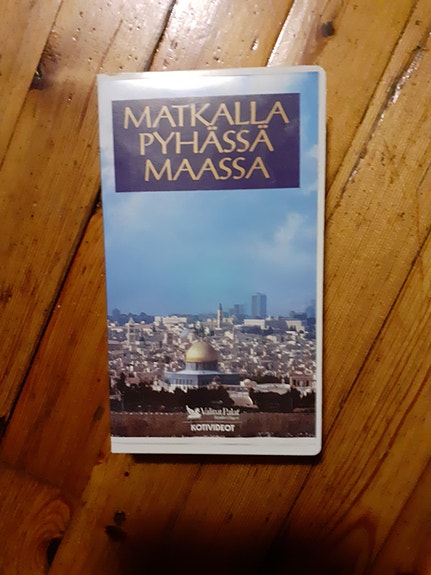 MATKALLA
PYHÄSSÄ
MAASSA
Valitut Palat
KOTIVIDEOT